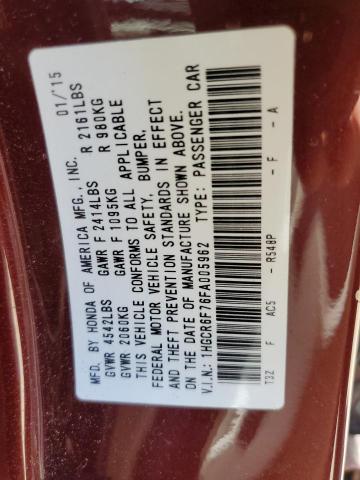 MFD. BY HONDA OF AMERICA MFG., INC. 01/'15
GVWR 4542LBS GAWR F 2414LBS R 2161LBS
GVWR 2060KG GAWR F 1095KG R 980KG
THIS VEHICLE CONFORMS TO ALL APPLICABLE
FEDERAL MOTOR VEHICLE SAFETY, BUMPER,
AND THEFT PREVENTION STANDARDS IN EFFECT
ON THE DATE OF MANUFACTURE SHOWN ABOVE.
V.I.N.: 1HGCR6F76FA005962 TYPE: PASSENGER CAR
T3Z F AC5 - R548P - F - A